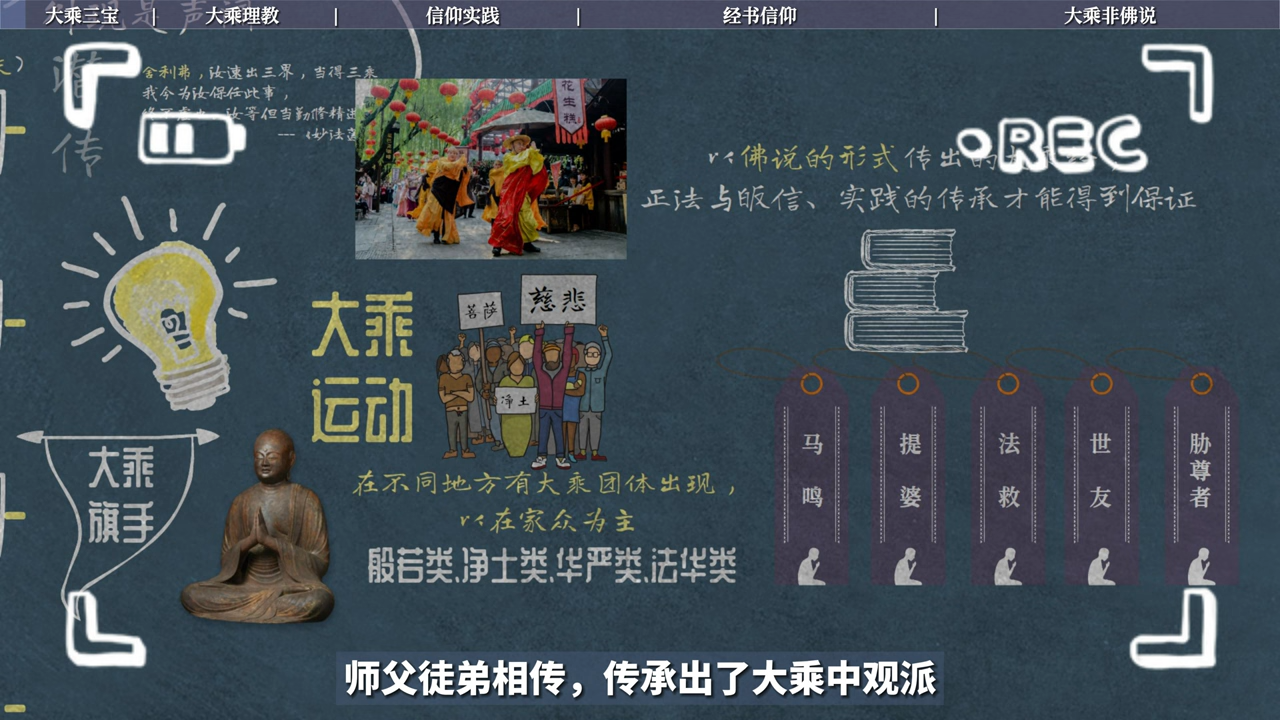 大乘三宝 | 大乘理教 | 信仰实践 | 经书信仰 | 大乘非佛说
舍利弗，汝速出三界，当得三乘
我今为汝保任此事，
汝等但当勤修精进
传
REC
花生糕
以佛说的形式传出的
正法与皈信、实践的传承才能得到保证
大乘
运动
菩萨
慈悲
净土
大乘
旗手
在不同地方有大乘团体出现，
以在家众为主
般若类、净土类、华严类、法华类
马鸣
提婆
法救
世友
胁尊者
师父徒弟相传，传承出了大乘中观派